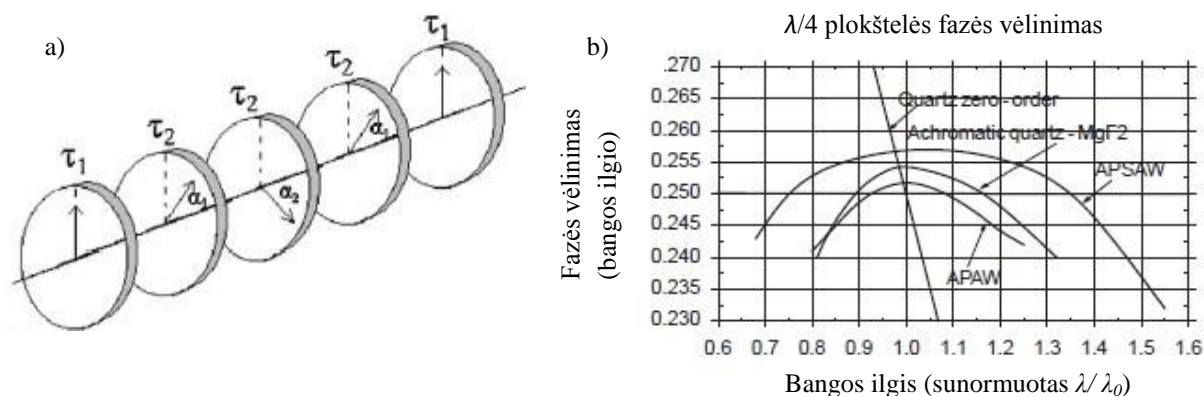 a)
τ₁
τ₂
τ₂
τ₂
τ₁
α₁
α₂
α₁
b)
λ/4 plokštelės fazės vėlinimas
Fazės vėlinimas
(bangos ilgio)
.270
0.265
0.260
0.255
0.250
0.245
0.240
0.235
0.230
Quartz zero-order
Achromatic quartz - MgF2
APSAW
APAW
0.6 0.7 0.8 0.9 1.0 1.1 1.2 1.3 1.4 1.5 1.6
Bangos ilgis (sunormuotas λ/ λ₀)